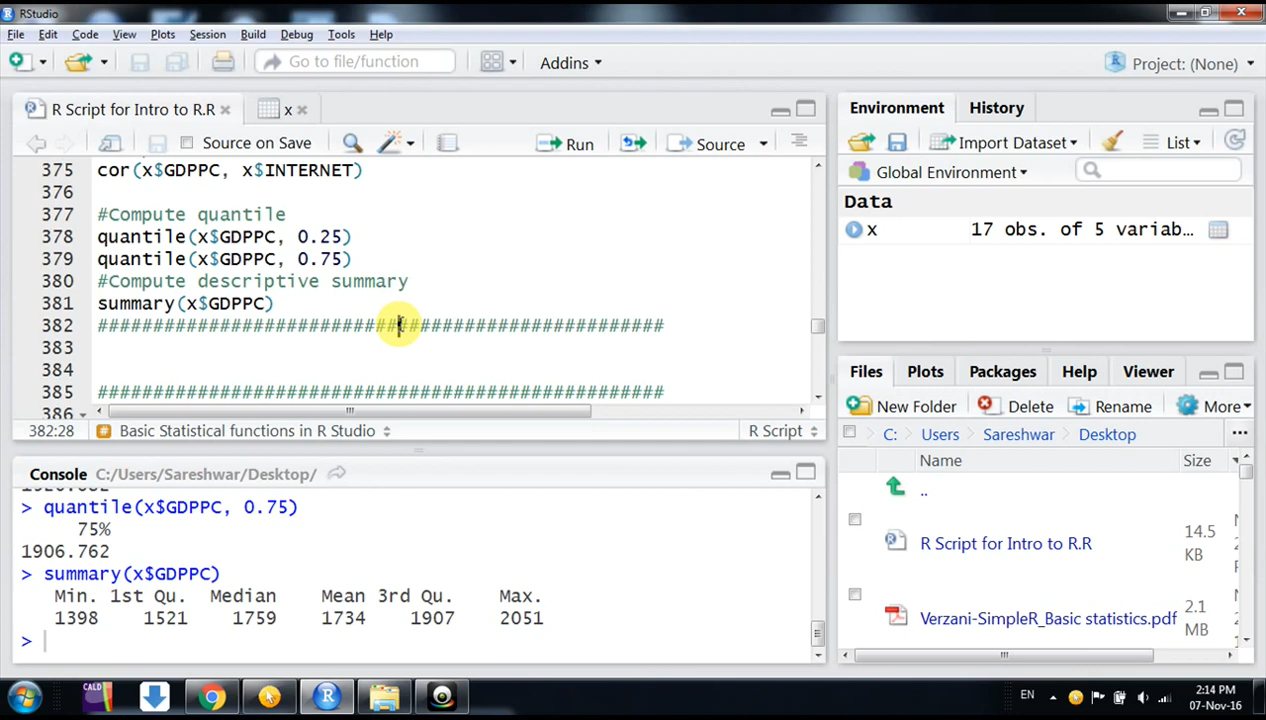 RStudio
File Edit Code View Plots Session Build Debug Tools Help
Go to file/function Addins Project: (None)
R Script for Intro to R.R x
Source on Save Run Source
375 cor(x$GDPPC, x$INTERNET)
376
377 #Compute quantile
378 quantile(x$GDPPC, 0.25)
379 quantile(x$GDPPC, 0.75)
380 #Compute descriptive summary
381 summary(x$GDPPC)
382 ###################################################
383
384
385 ###################################################
386
382:28 Basic Statistical functions in R Studio R Script
Console C:/Users/Sareshwar/Desktop/
> quantile(x$GDPPC, 0.75)
75%
1906.762
> summary(x$GDPPC)
Min. 1st Qu. Median Mean 3rd Qu. Max.
1398 1521 1759 1734 1907 2051
>
Environment History
Import Dataset List
Global Environment
Data
x 17 obs. of 5 variab…
Files Plots Packages Help Viewer
New Folder Delete Rename More
C: Users Sareshwar Desktop ...
Name Size
..
R Script for Intro to R.R 14.5 KB
Verzani-SimpleR_Basic statistics.pdf 2.1 MB
CALD EN 2:14 PM
07-Nov-16